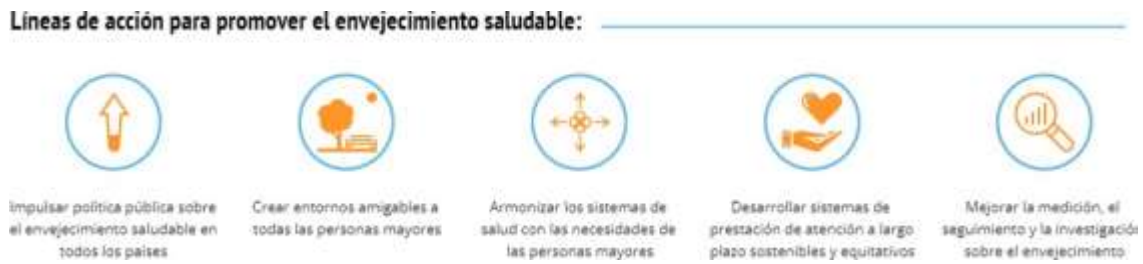 Líneas de acción para promover el envejecimiento saludable:
Impulsar política pública sobre
el envejecimiento saludable en
todos los países
Crear entornos amigables a
todas las personas mayores
Armonizar los sistemas de
salud con las necesidades de
las personas mayores
Desarrollar sistemas de
prestación de atención a largo
plazo sostenibles y equitativos
Mejorar la medición, el
seguimiento y la investigación
sobre el envejecimiento